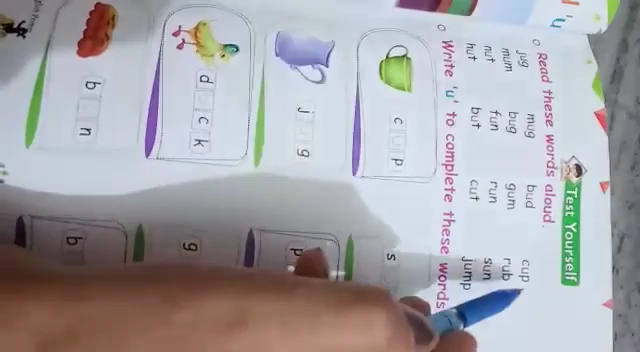 Test Yourself
Read these words aloud.
jug mug bud cup
mum bug gum rub
nut fun run sun
hut but cut jump
Write 'u' to complete these words
c u p
s
j g
p
d c k
g
b n
b